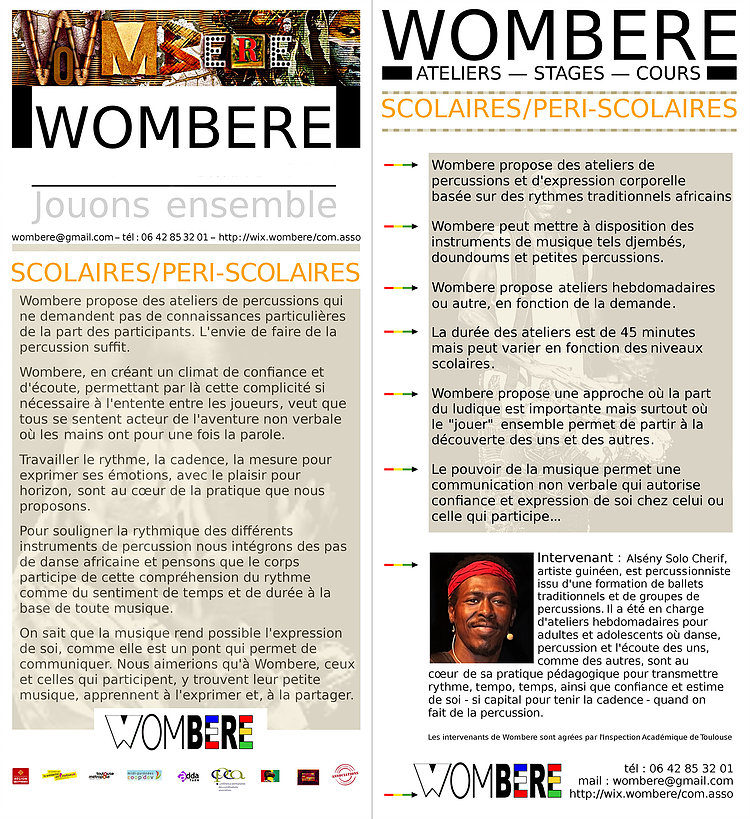 WOMBERE
WOMBERE
Jouons ensemble
wombere@gmail.com – tél : 06 42 85 32 01 – http://wix.wombere/com.asso
SCOLAIRES/PERI-SCOLAIRES
Wombere propose des ateliers de percussions qui
ne demandent pas de connaissances particulières
de la part des participants. L'envie de faire de la
percussion suffit.
Wombere, en créant un climat de confiance et
d'écoute, permettant par là cette complicité si
nécessaire à l'entente entre les joueurs, veut que
tous se sentent acteur de l'aventure non verbale
où les mains ont pour une fois la parole.
Travailler le rythme, la cadence, la mesure pour
exprimer ses émotions, avec le plaisir pour
horizon, sont au cœur de la pratique que nous
proposons.
Pour souligner la rythmique des différents
instruments de percussion nous intégrons des pas
de danse africaine et pensons que le corps
participe de cette compréhension du rythme
comme du sentiment de temps et de durée à la
base de toute musique.
On sait que la musique rend possible l'expression
de soi, comme elle est un pont qui permet de
communiquer. Nous aimerions qu'à Wombere, ceux
et celles qui participent, y trouvent leur petite
musique, apprennent à l'exprimer et, à la partager.
WOMBERE
WOMBERE
ATELIERS — STAGES — COURS
SCOLAIRES/PERI-SCOLAIRES
Wombere propose des ateliers de
percussions et d'expression corporelle
basée sur des rythmes traditionnels africains
Wombere peut mettre à disposition des
instruments de musique tels djembés,
doundoums et petites percussions.
Wombere propose ateliers hebdomadaires
ou autre, en fonction de la demande.
La durée des ateliers est de 45 minutes
mais peut varier en fonction des niveaux
scolaires.
Wombere propose une approche où la part
du ludique est importante mais surtout où
le "jouer" ensemble permet de partir à la
découverte des uns et des autres.
Le pouvoir de la musique permet une
communication non verbale qui autorise
confiance et expression de soi chez celui ou
celle qui participe...
Intervenant : Alsény Solo Cherif,
artiste guinéen, est percussionniste
issu d'une formation de ballets
traditionnels et de groupes de
percussions. Il a été en charge
d'ateliers hebdomadaires pour
adultes et adolescents où danse,
percussion et l'écoute des uns,
comme des autres, sont au
cœur de sa pratique pédagogique pour transmettre
rythme, tempo, temps, ainsi que confiance et estime
de soi - si capital pour tenir la cadence - quand on
fait de la percussion.
Les intervenants de Wombere sont agrées par l'Inspection Académique de Toulouse
WOMBERE
tél : 06 42 85 32 01
mail : wombere@gmail.com
http://wix.wombere/com.asso